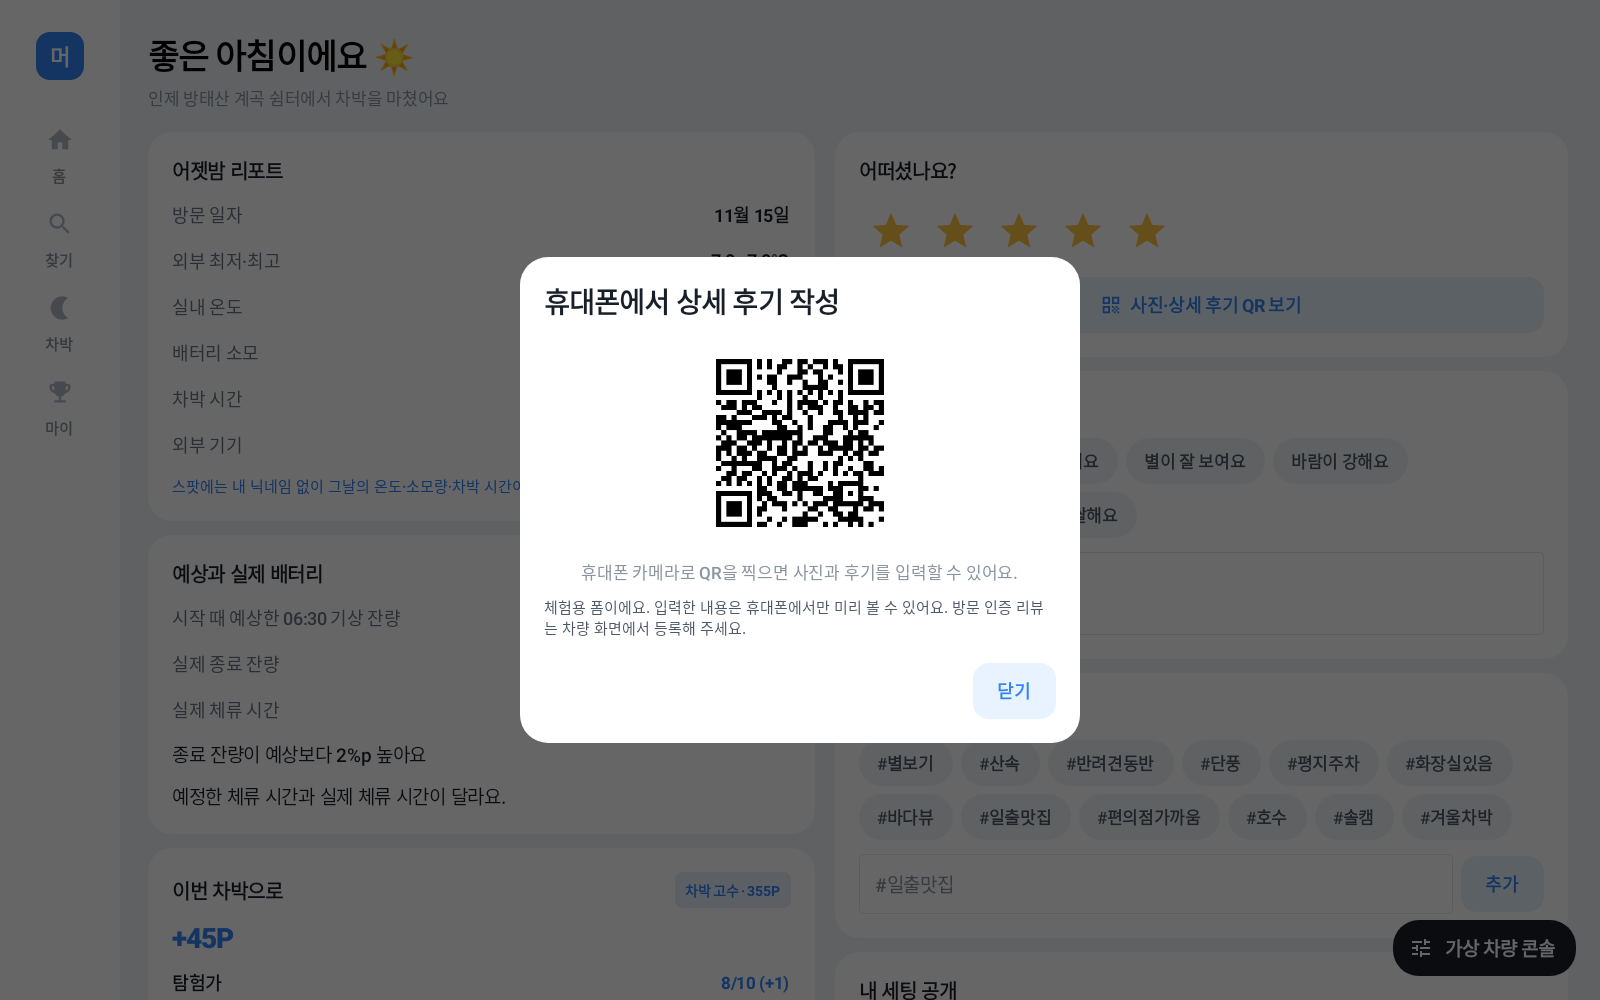 머
홈
찾기
차박
마이
좋은 아침이에요
인제 방태산 계곡 쉼터에서 차박을 마쳤어요
어젯밤 리포트
방문 일자
11월 15일
외부 최저·최고
실내 온도
배터리 소모
차박 시간
외부 기기
스팟에는 내 닉네임 없이 그날의 온도·소모량·차박 시간이
예상과 실제 배터리
시작 때 예상한 06:30 기상 잔량
실제 종료 잔량
실제 체류 시간
종료 잔량이 예상보다 2%p 높아요
예정한 체류 시간과 실제 체류 시간이 달라요.
이번 차박으로
차박 고수 · 355P
+45P
탐험가
8/10 (+1)
어떠셨나요?
사진·상세 후기 QR 보기
별이 잘 보여요
바람이 강해요
#별보기
#산속
#반려견동반
#단풍
#평지주차
#화장실있음
#바다뷰
#일출맛집
#편의점가까움
#호수
#솔캠
#겨울차박
#일출맛집
추가
내 세팅 공개
가상 차량 콘솔
휴대폰에서 상세 후기 작성
휴대폰 카메라로 QR을 찍으면 사진과 후기를 입력할 수 있어요.
체험용 폼이에요. 입력한 내용은 휴대폰에서만 미리 볼 수 있어요. 방문 인증 리뷰
는 차량 화면에서 등록해 주세요.
닫기